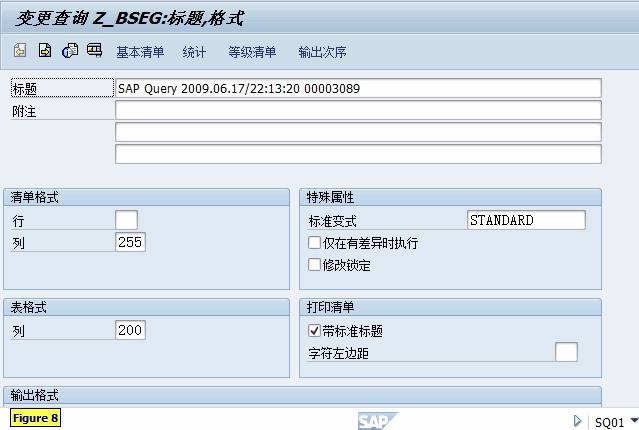 变更查询 Z_BSEG:标题,格式
基本清单 统计 等级清单 输出次序
标题 SAP Query 2009.06.17/22:13:20 00003089
附注
清单格式
行
列 255
特殊属性
标准变式 STANDARD
仅在有差异时执行
修改锁定
表格式
列 200
打印清单
带标准标题
字符左边距
输出格式
Figure 8
SAP
SQ01